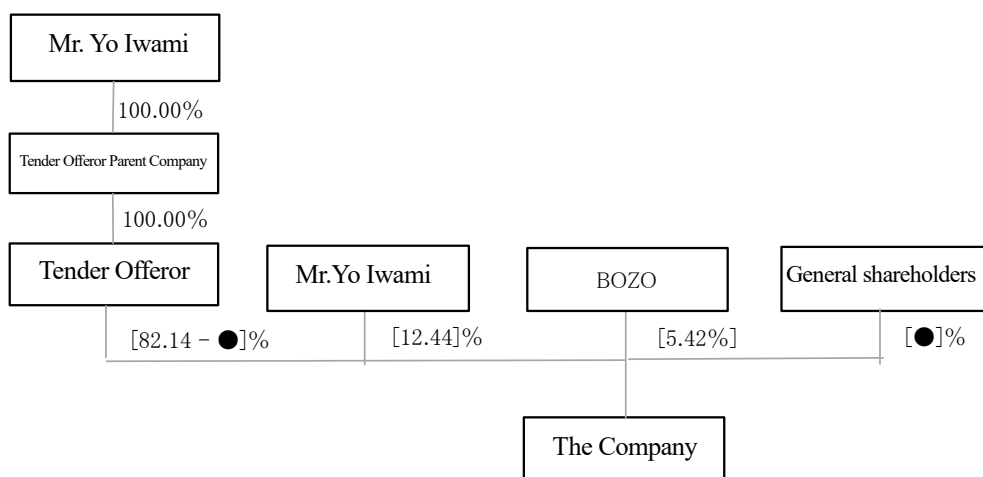 Mr. Yo Iwami
100.00%
Tender Offeror Parent Company
100.00%
Tender Offeror
Mr.Yo Iwami
BOZO
General shareholders
[82.14 − ●]%
[12.44]%
[5.42%]
[●]%
The Company